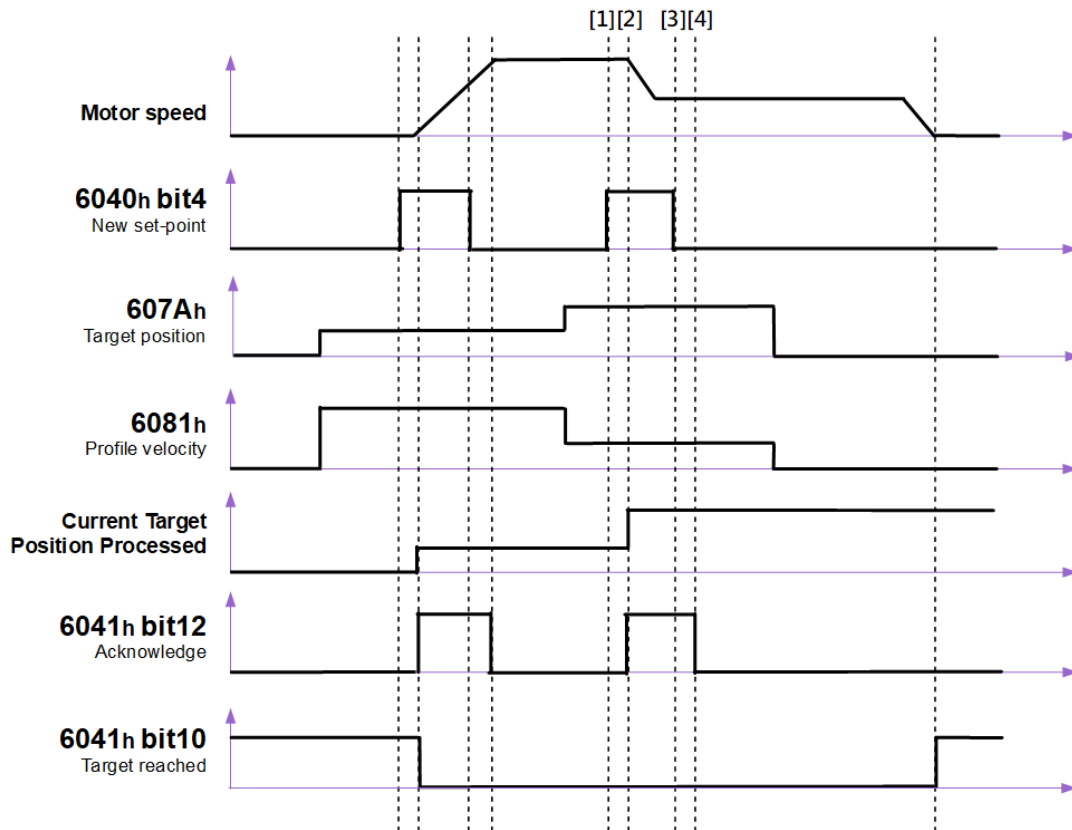 [1][2] [3][4]
Motor speed
6040h bit4
New set-point
607Ah
Target position
6081h
Profile velocity
Current Target
Position Processed
6041h bit12
Acknowledge
6041h bit10
Target reached